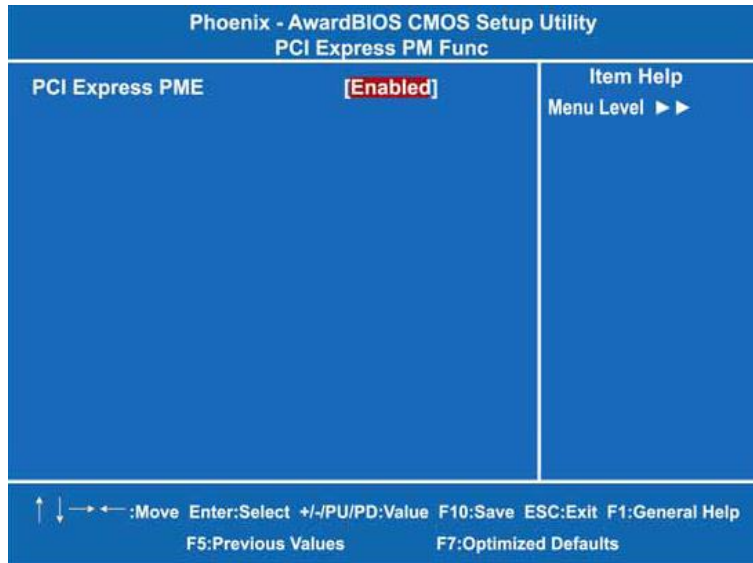 Phoenix - AwardBIOS CMOS Setup Utility
PCI Express PM Func
PCI Express PME [Enabled]
Item Help
Menu Level ►►
↑ ↓ → ← :Move Enter:Select +/-/PU/PD:Value F10:Save ESC:Exit F1:General Help
F5:Previous Values F7:Optimized Defaults